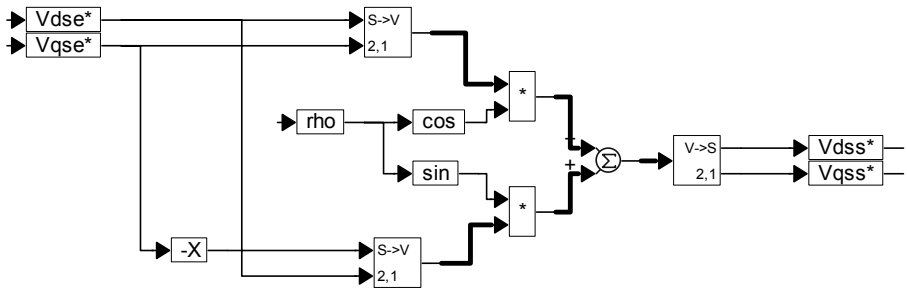 Vdse*
Vqse*
S->V
2,1
*
rho
cos
sin
-
+
Σ
V->S
2,1
Vdss*
Vqss*
*
-X
S->V
2,1